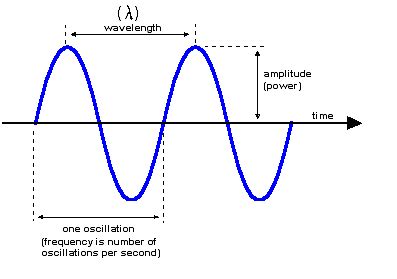 (λ)
wavelength
amplitude
(power)
time
one oscillation
(frequency is number of
oscillations per second)